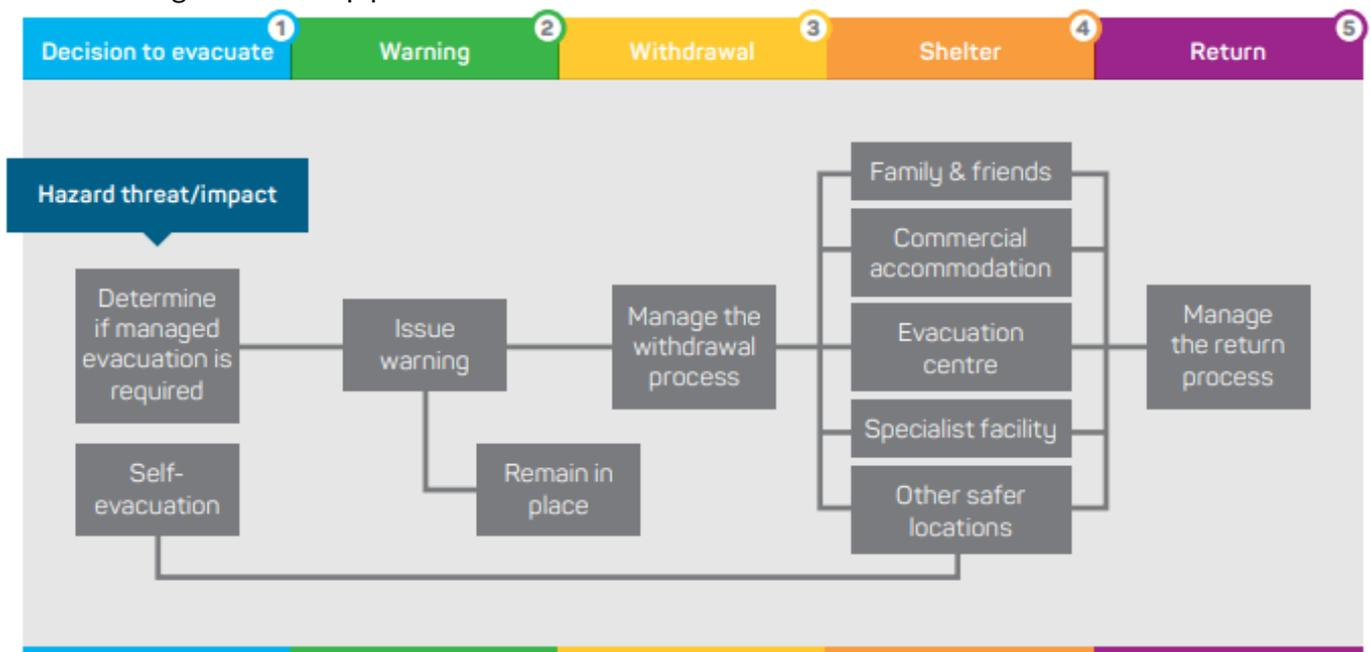 Decision to evacuate
1
Warning
2
Withdrawal
3
Shelter
4
Return
5
Hazard threat/impact
Determine
if managed
evacuation is
required
Self-
evacuation
Issue
warning
Remain in
place
Manage the
withdrawal
process
Family & friends
Commercial
accommodation
Evacuation
centre
Specialist facility
Other safer
locations
Manage
the return
process